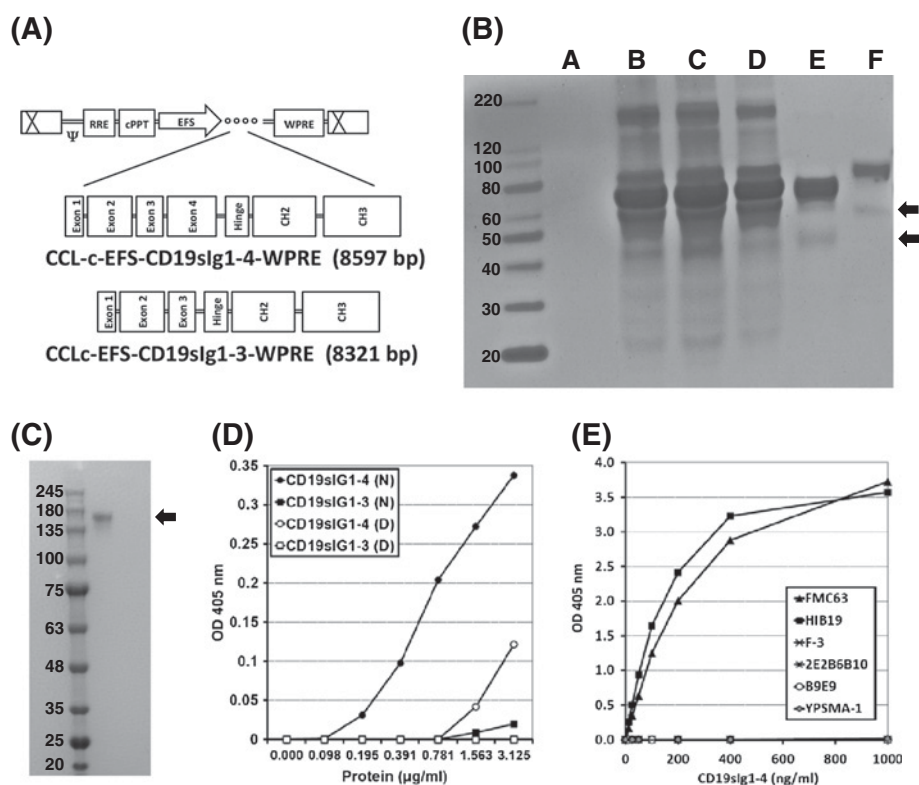 (A)
Ψ
RRE
cPPT
EFS
WPRE
Exon 1
Exon 2
Exon 3
Exon 4
Hinge
CH2
CH3
CCL-c-EFS-CD19sIg1-4-WPRE (8597 bp)
Exon 1
Exon 2
Exon 3
Hinge
CH2
CH3
CCLc-EFS-CD19sIg1-3-WPRE (8321 bp)
(B)
A B C D E F
220
120
100
80
60
50
40
30
20
(C)
245
180
135
100
75
63
48
35
25
20
(D)
CD19sIG1-4 (N)
CD19sIG1-3 (N)
CD19sIG1-4 (D)
CD19sIG1-3 (D)
OD 405 nm
0.35
0.3
0.25
0.2
0.15
0.1
0.05
0
0.000 0.098 0.195 0.391 0.781 1.563 3.125
Protein (µg/ml)
(E)
OD 405 nm
4.0
3.5
3.0
2.5
2.0
1.5
1.0
0.5
0.0
FMC63
HIB19
F-3
2E2B6B10
B9E9
YPSMA-1
0 200 400 600 800 1000
CD19sIg1-4 (ng/ml)